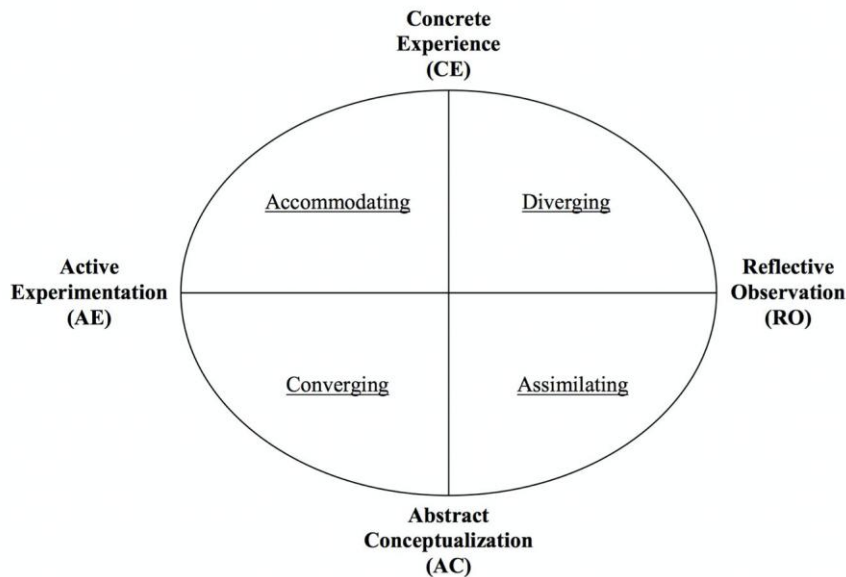 Concrete
Experience
(CE)
Accommodating
Diverging
Active
Experimentation
(AE)
Reflective
Observation
(RO)
Converging
Assimilating
Abstract
Conceptualization
(AC)